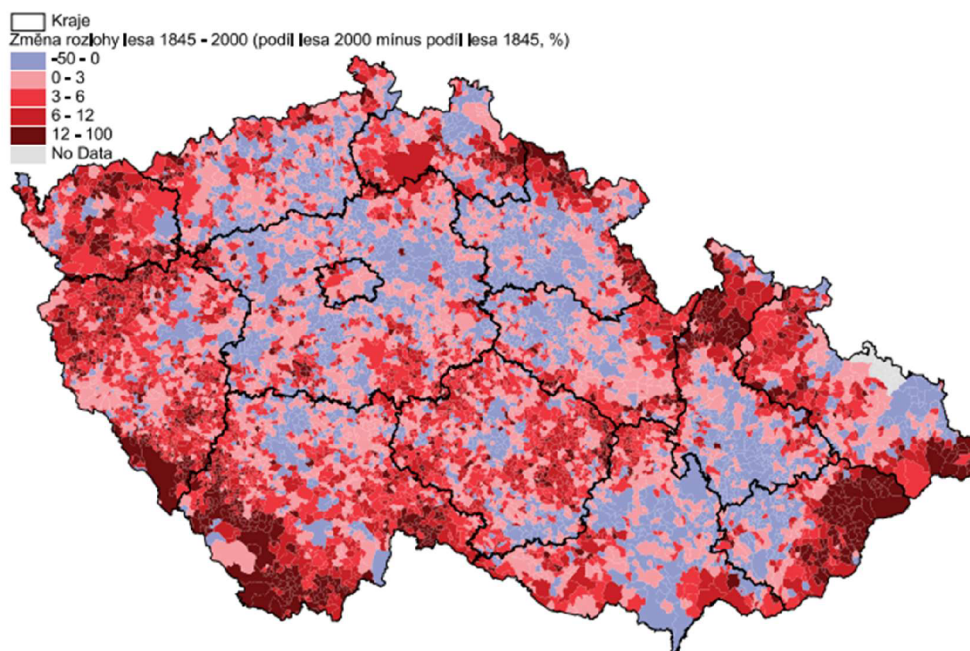 Kraje
Změna rozlohy lesa 1845 - 2000 (podíl lesa 2000 minus podíl lesa 1845, %)
-50 - 0
0 - 3
3 - 6
6 - 12
12 - 100
No Data